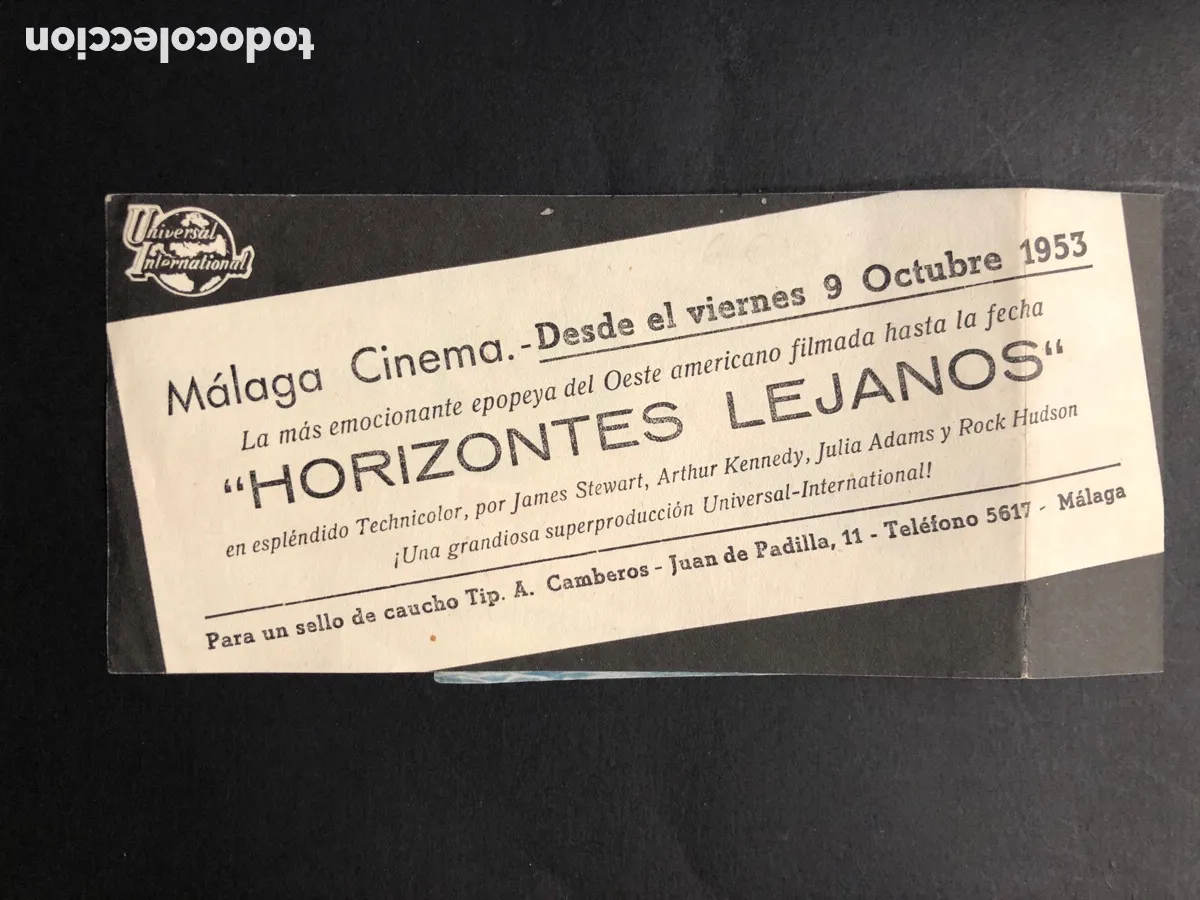 todocoleccion
Universal
International
Málaga Cinema.-Desde el viernes 9 Octubre 1953
La más emocionante epopeya del Oeste americano filmada hasta la fecha
"HORIZONTES LEJANOS"
en espléndido Technicolor, por James Stewart, Arthur Kennedy, Julia Adams y Rock Hudson
¡Una grandiosa superproducción Universal-International!
Para un sello de caucho Tip. A. Camberos - Juan de Padilla, 11 - Teléfono 5617 - Málaga